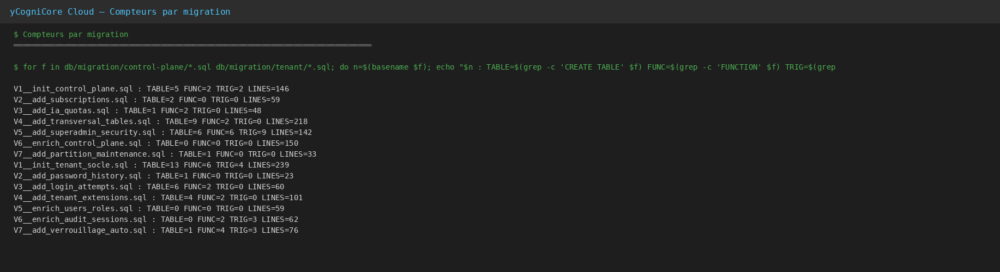 yCogniCore Cloud — Compteurs par migration
$ Compteurs par migration
══════════════════════════════════════════════════════════════════════════════
$ for f in db/migration/control-plane/*.sql db/migration/tenant/*.sql; do n=$(basename $f); echo "$n : TABLE=$(grep -c 'CREATE TABLE' $f) FUNC=$(grep -c 'FUNCTION' $f) TRIG=$(grep
V1__init_control_plane.sql : TABLE=5 FUNC=2 TRIG=2 LINES=146
V2__add_subscriptions.sql : TABLE=2 FUNC=0 TRIG=0 LINES=59
V3__add_ia_quotas.sql : TABLE=1 FUNC=2 TRIG=0 LINES=48
V4__add_transversal_tables.sql : TABLE=9 FUNC=2 TRIG=0 LINES=218
V5__add_superadmin_security.sql : TABLE=6 FUNC=6 TRIG=9 LINES=142
V6__enrich_control_plane.sql : TABLE=0 FUNC=0 TRIG=0 LINES=150
V7__add_partition_maintenance.sql : TABLE=1 FUNC=0 TRIG=0 LINES=33
V1__init_tenant_socle.sql : TABLE=13 FUNC=6 TRIG=4 LINES=239
V2__add_password_history.sql : TABLE=1 FUNC=0 TRIG=0 LINES=23
V3__add_login_attempts.sql : TABLE=6 FUNC=2 TRIG=0 LINES=60
V4__add_tenant_extensions.sql : TABLE=4 FUNC=2 TRIG=0 LINES=101
V5__enrich_users_roles.sql : TABLE=0 FUNC=0 TRIG=0 LINES=59
V6__enrich_audit_sessions.sql : TABLE=0 FUNC=2 TRIG=3 LINES=62
V7__add_verrouillage_auto.sql : TABLE=1 FUNC=4 TRIG=3 LINES=76